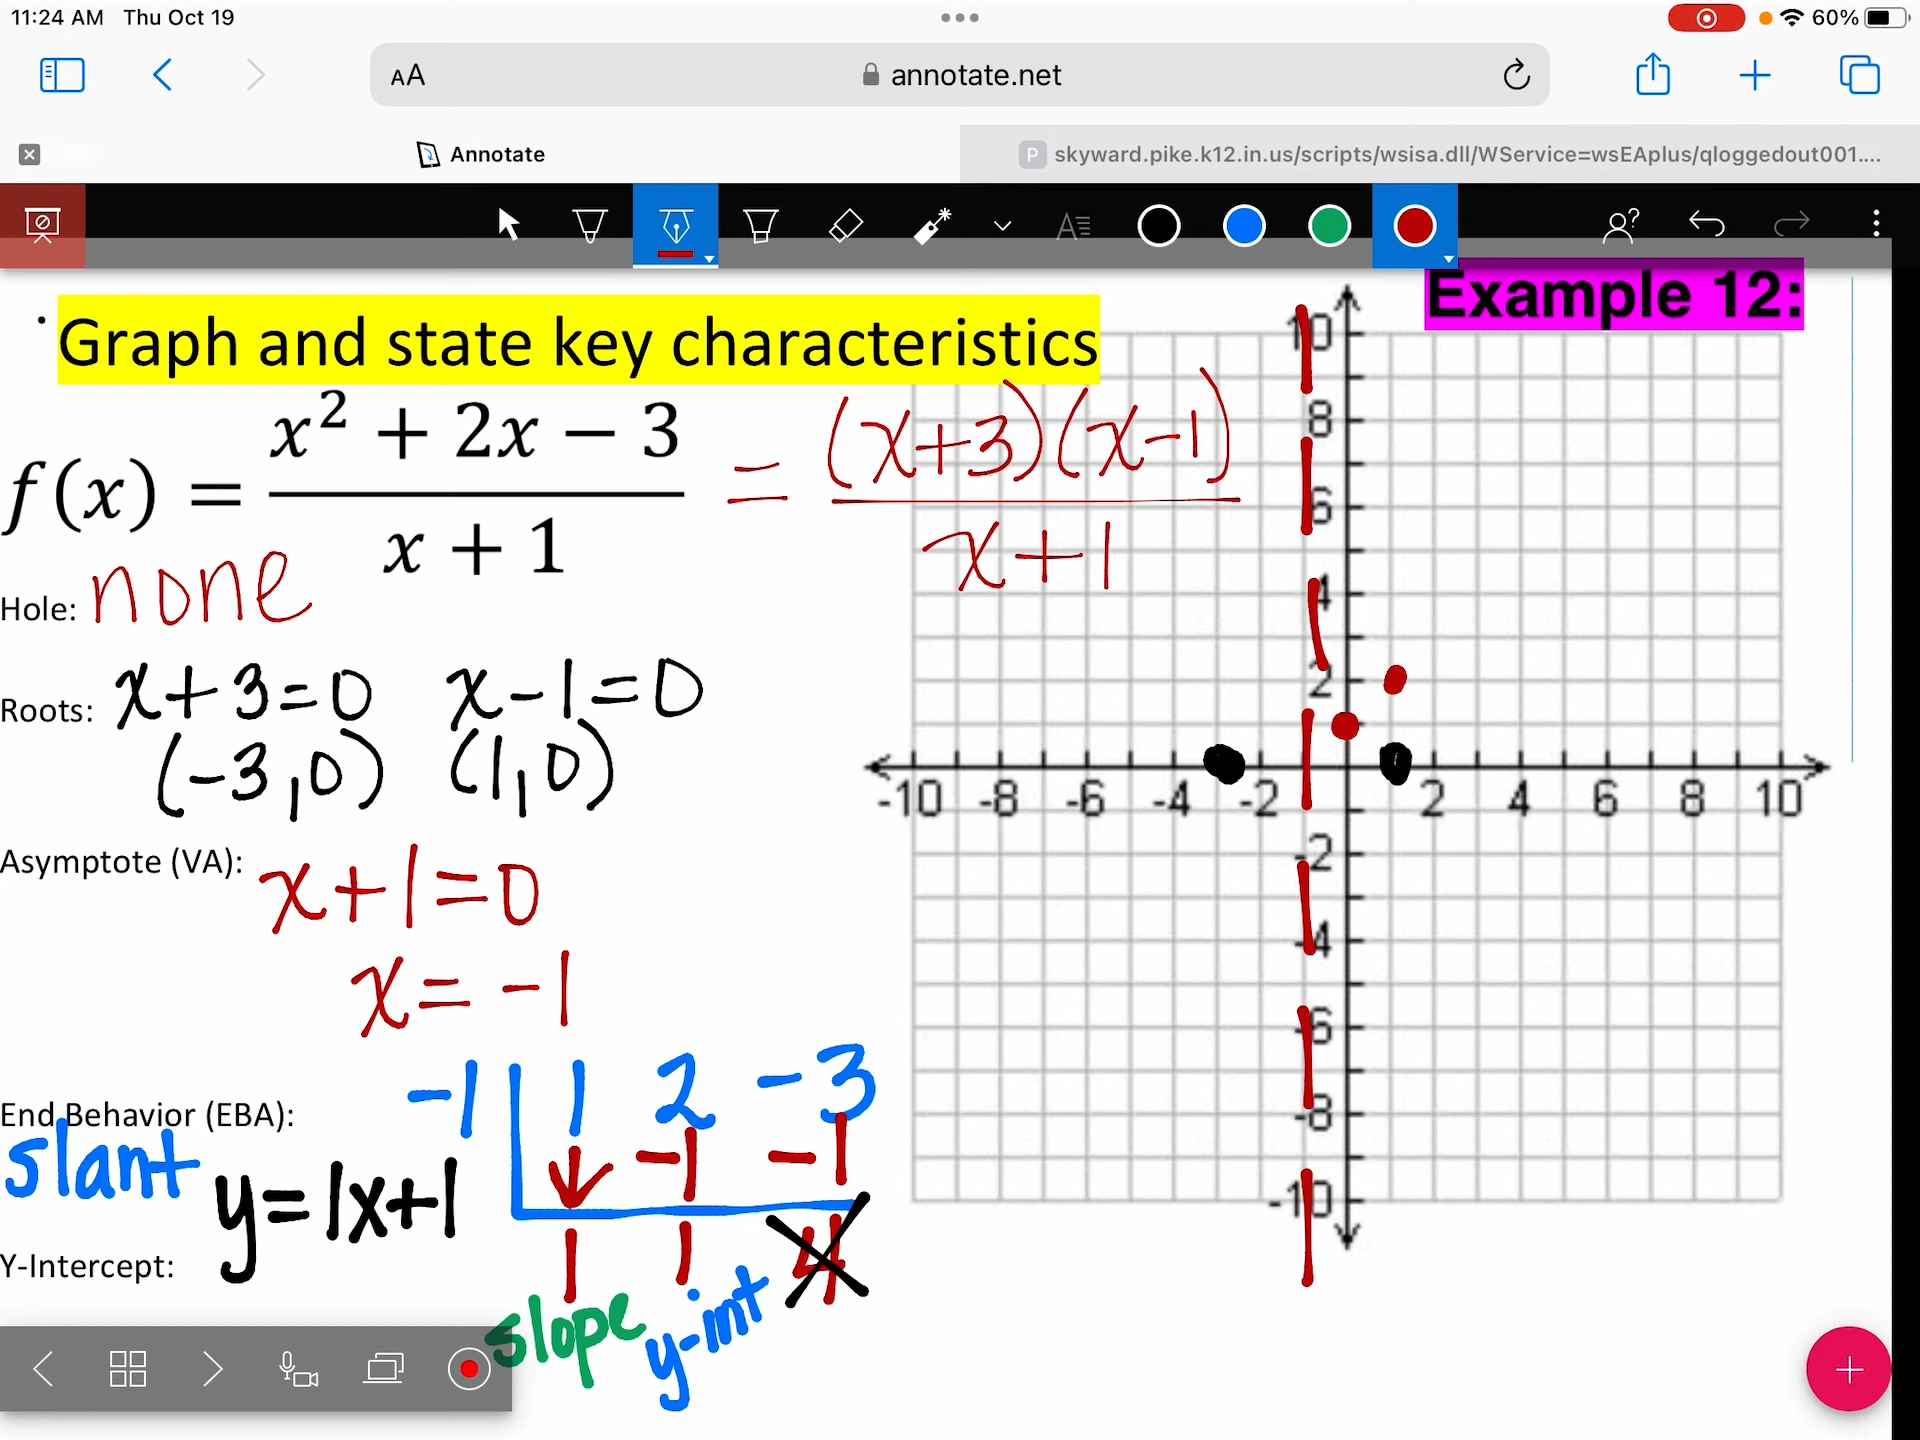 11:24 AM Thu Oct 19
60%
AA
annotate.net
Annotate
P skyward.pike.k12.in.us/scripts/wsisa.dll/WService=wsEAplus/qloggedout001....
A
Example 12:
Graph and state key characteristics
f(x) = x² + 2x − 3 / x + 1 = (x+3)(x-1) / x+1
Hole: none
Roots: x+3=0 x-1=0
(-3,0) (1,0)
Asymptote (VA): x+1=0
x = -1
End Behavior (EBA):
slant y=1x+1
-1 1 2 -3
-1 -1
1 1 4
Y-Intercept:
slope y-int
10
8
6
4
2
-10 -8 -6 -4 -2 2 4 6 8 10
-2
-4
-6
-8
-10